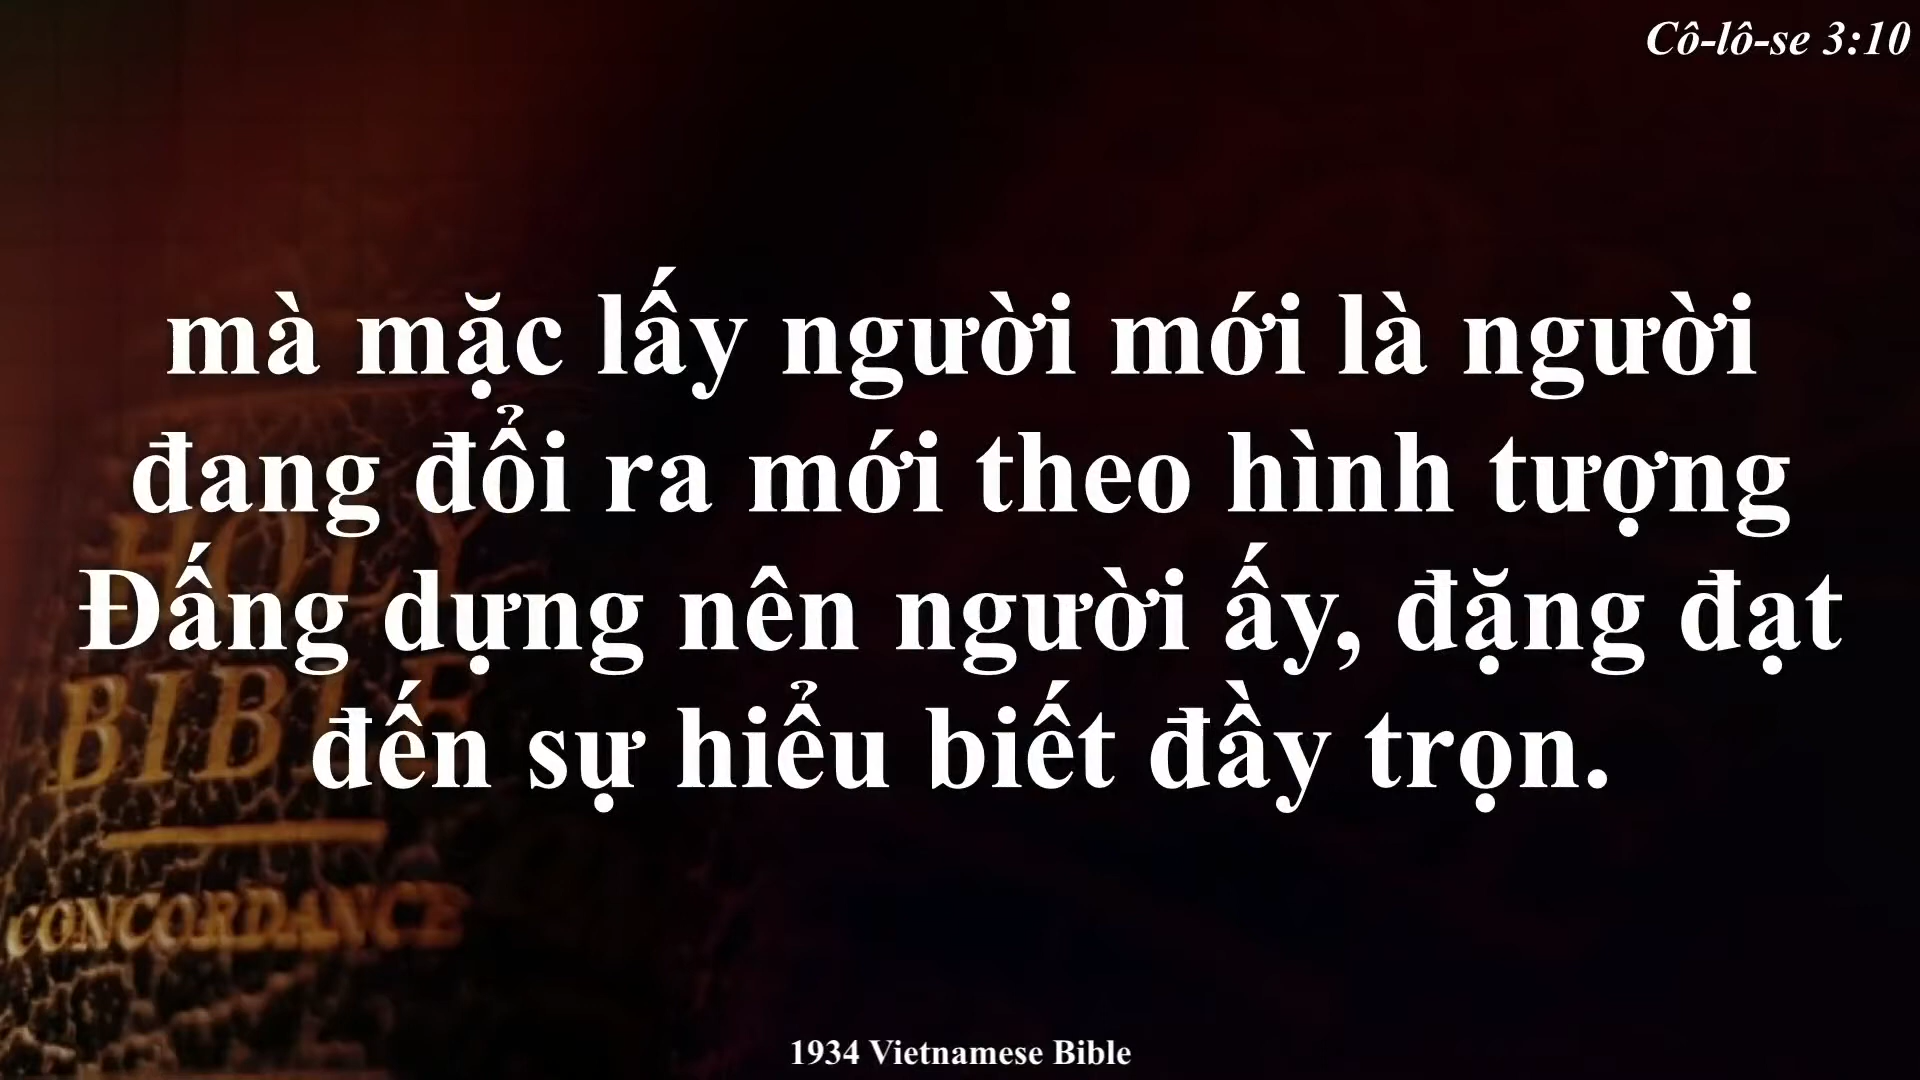 Cô-lô-se 3:10
mà mặc lấy người mới là người
đang đổi ra mới theo hình tượng
Đấng dựng nên người ấy, đặng đạt
đến sự hiểu biết đầy trọn.
HOLY
BIBLE
CONCORDANCE
1934 Vietnamese Bible